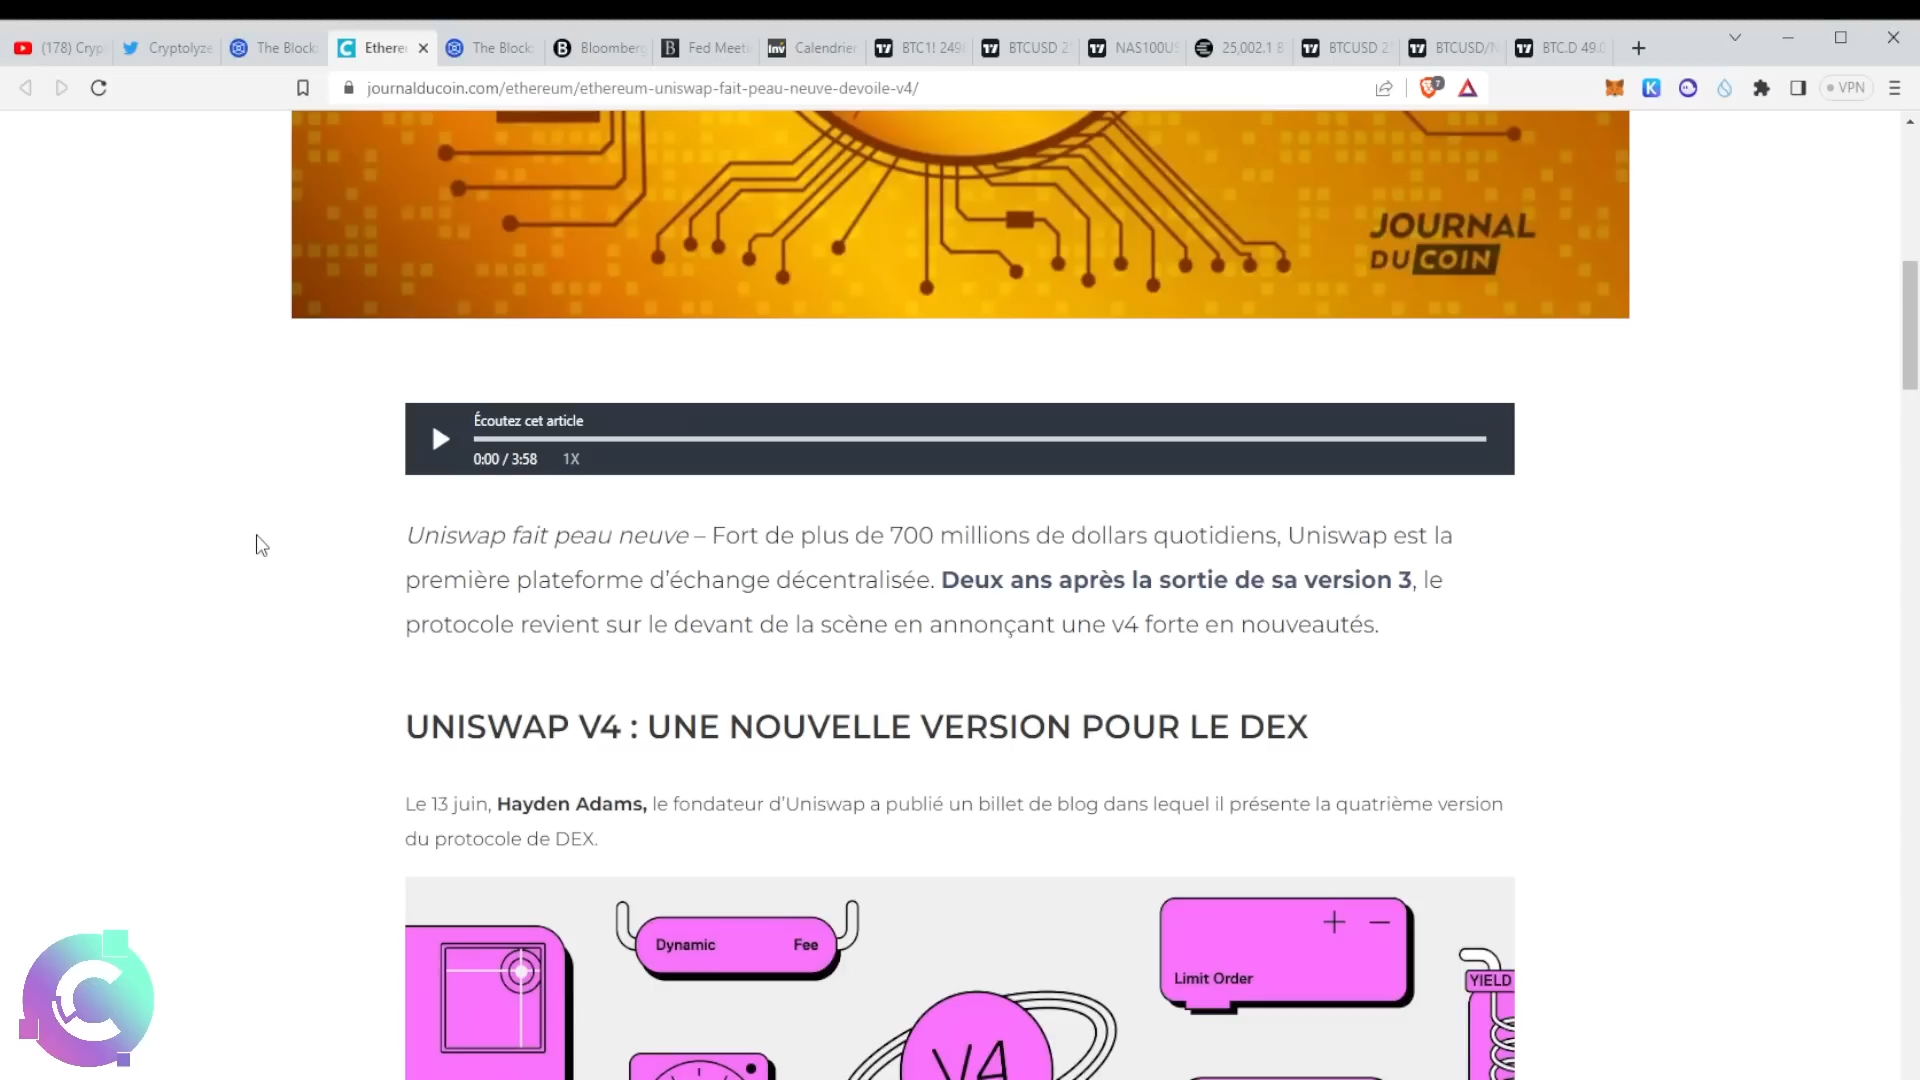 (178) Cryp
Cryptolyze
The Block
Ethere
The Block
Bloomberg
Fed Meeti
Calendrier
BTC1! 249
BTCUSD 2
NAS100US
25,002.1 B
BTCUSD 2
BTCUSD/
BTC.D 49.0
journalducoin.com/ethereum/ethereum-uniswap-fait-peau-neuve-devoile-v4/
VPN
JOURNAL
DU COIN
Écoutez cet article
0:00 / 3:58 1X
Uniswap fait peau neuve – Fort de plus de 700 millions de dollars quotidiens, Uniswap est la
première plateforme d’échange décentralisée. Deux ans après la sortie de sa version 3, le
protocole revient sur le devant de la scène en annonçant une v4 forte en nouveautés.
UNISWAP V4 : UNE NOUVELLE VERSION POUR LE DEX
Le 13 juin, Hayden Adams, le fondateur d’Uniswap a publié un billet de blog dans lequel il présente la quatrième version
du protocole de DEX.
Dynamic Fee
Limit Order
YIELD
V4